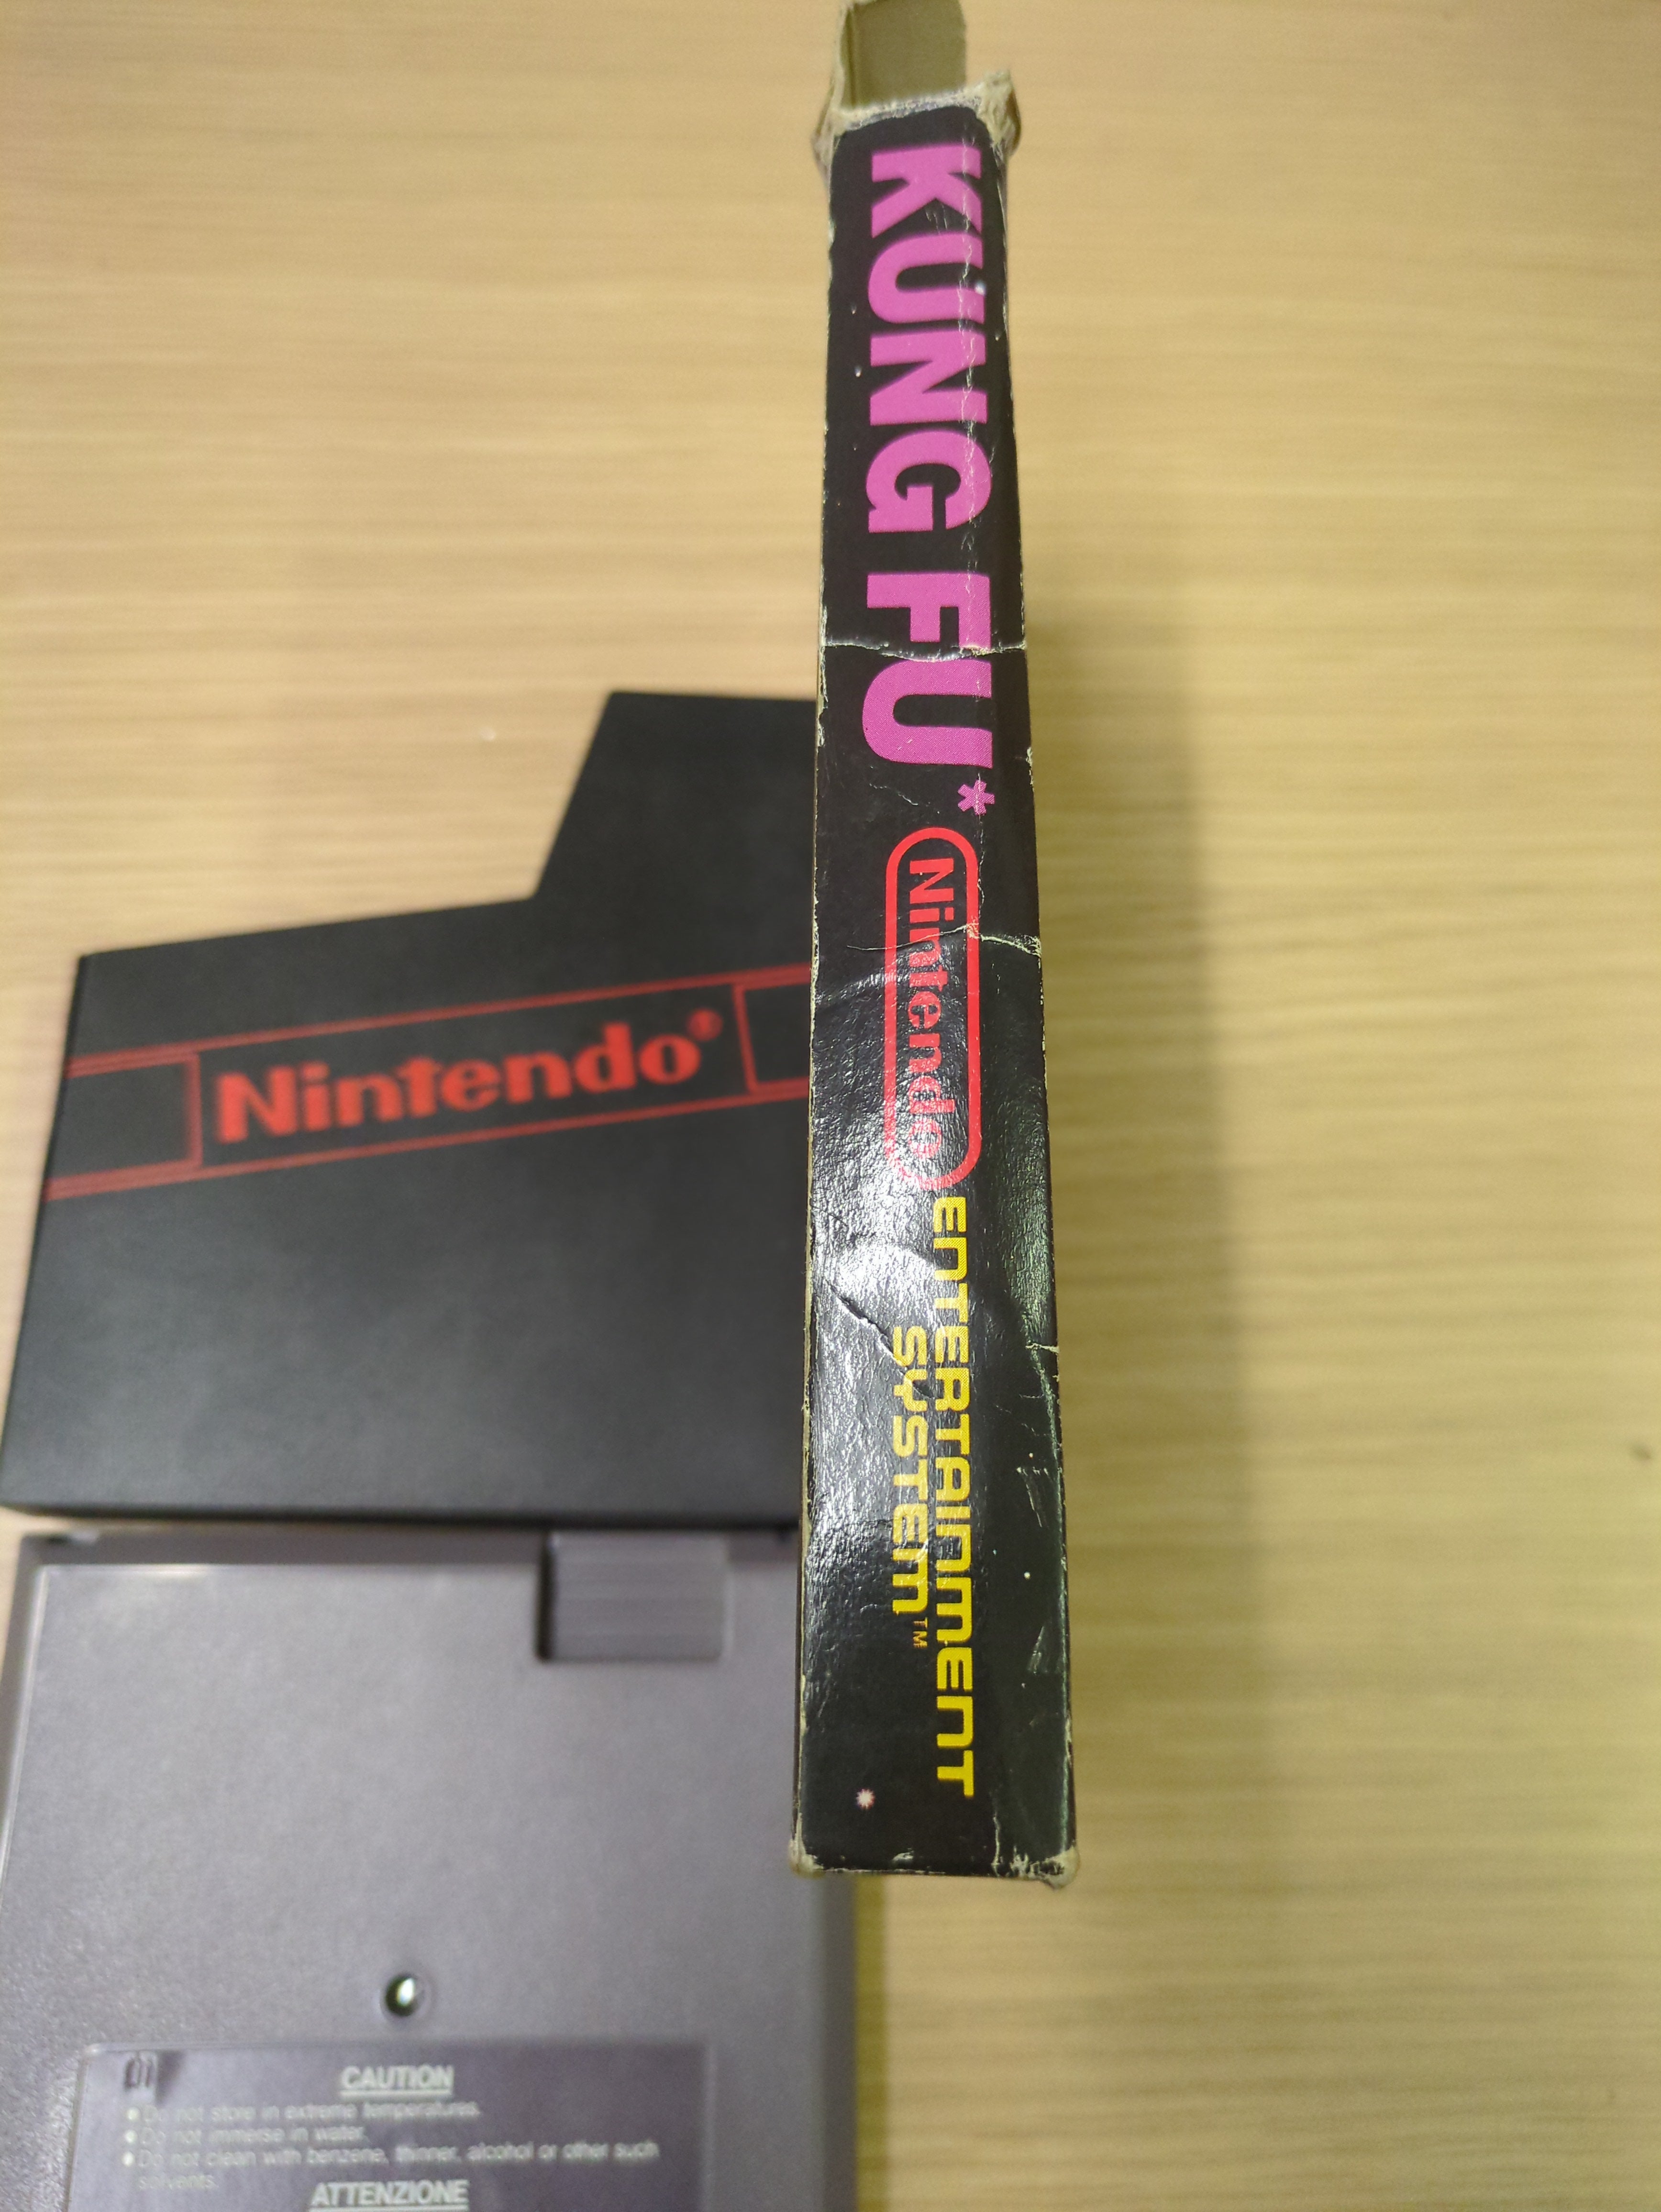 KUNG FU*
Nintendo
ENTERTAINMENT
SYSTEM™
Nintendo®
CAUTION
• Do not store in extreme temperatures.
• Do not immerse in water.
• Do not clean with benzene, thinner, alcohol or other such
solvents.
ATTENZIONE